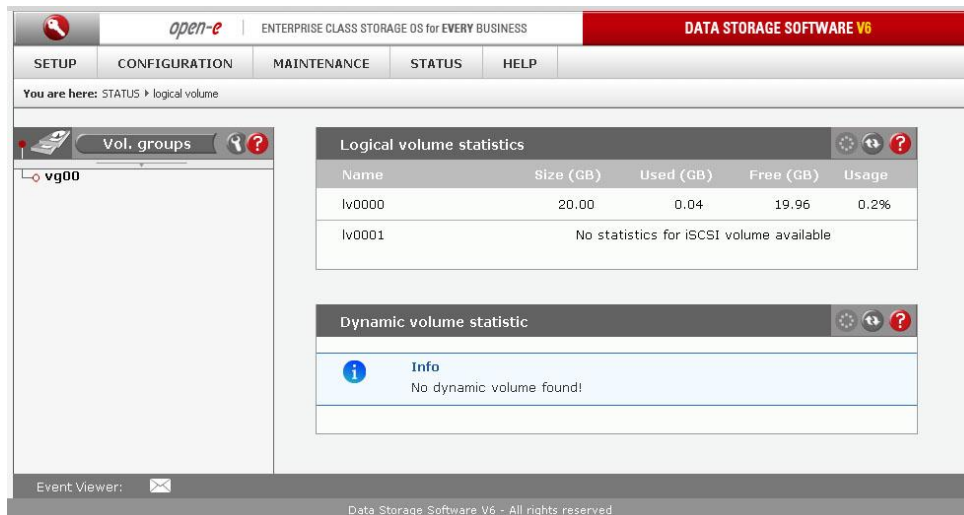 open-e ENTERPRISE CLASS STORAGE OS for EVERY BUSINESS DATA STORAGE SOFTWARE V6
SETUP CONFIGURATION MAINTENANCE STATUS HELP
You are here: STATUS ▸ logical volume
Vol. groups
vg00
Logical volume statistics
Name Size (GB) Used (GB) Free (GB) Usage
lv0000 20.00 0.04 19.96 0.2%
lv0001 No statistics for iSCSI volume available
Dynamic volume statistic
Info
No dynamic volume found!
Event Viewer:
Data Storage Software V6 - All rights reserved